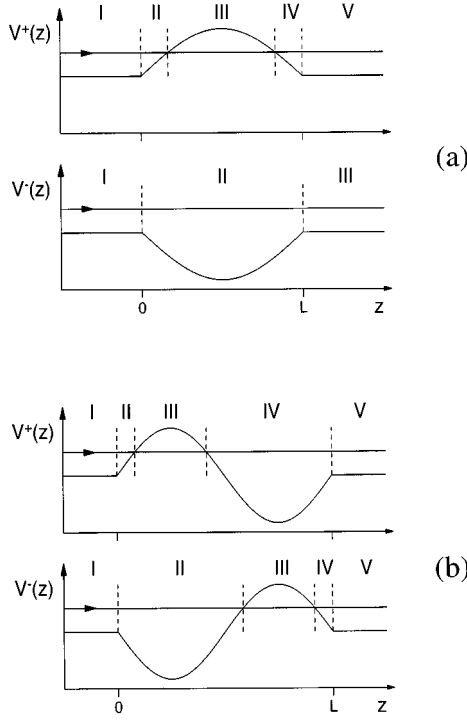 I II III IV V
V⁺(z)
(a)
I II III
V⁻(z)
0 L z
I II III IV V
V⁺(z)
(b)
I II III IV V
V⁻(z)
0 L z